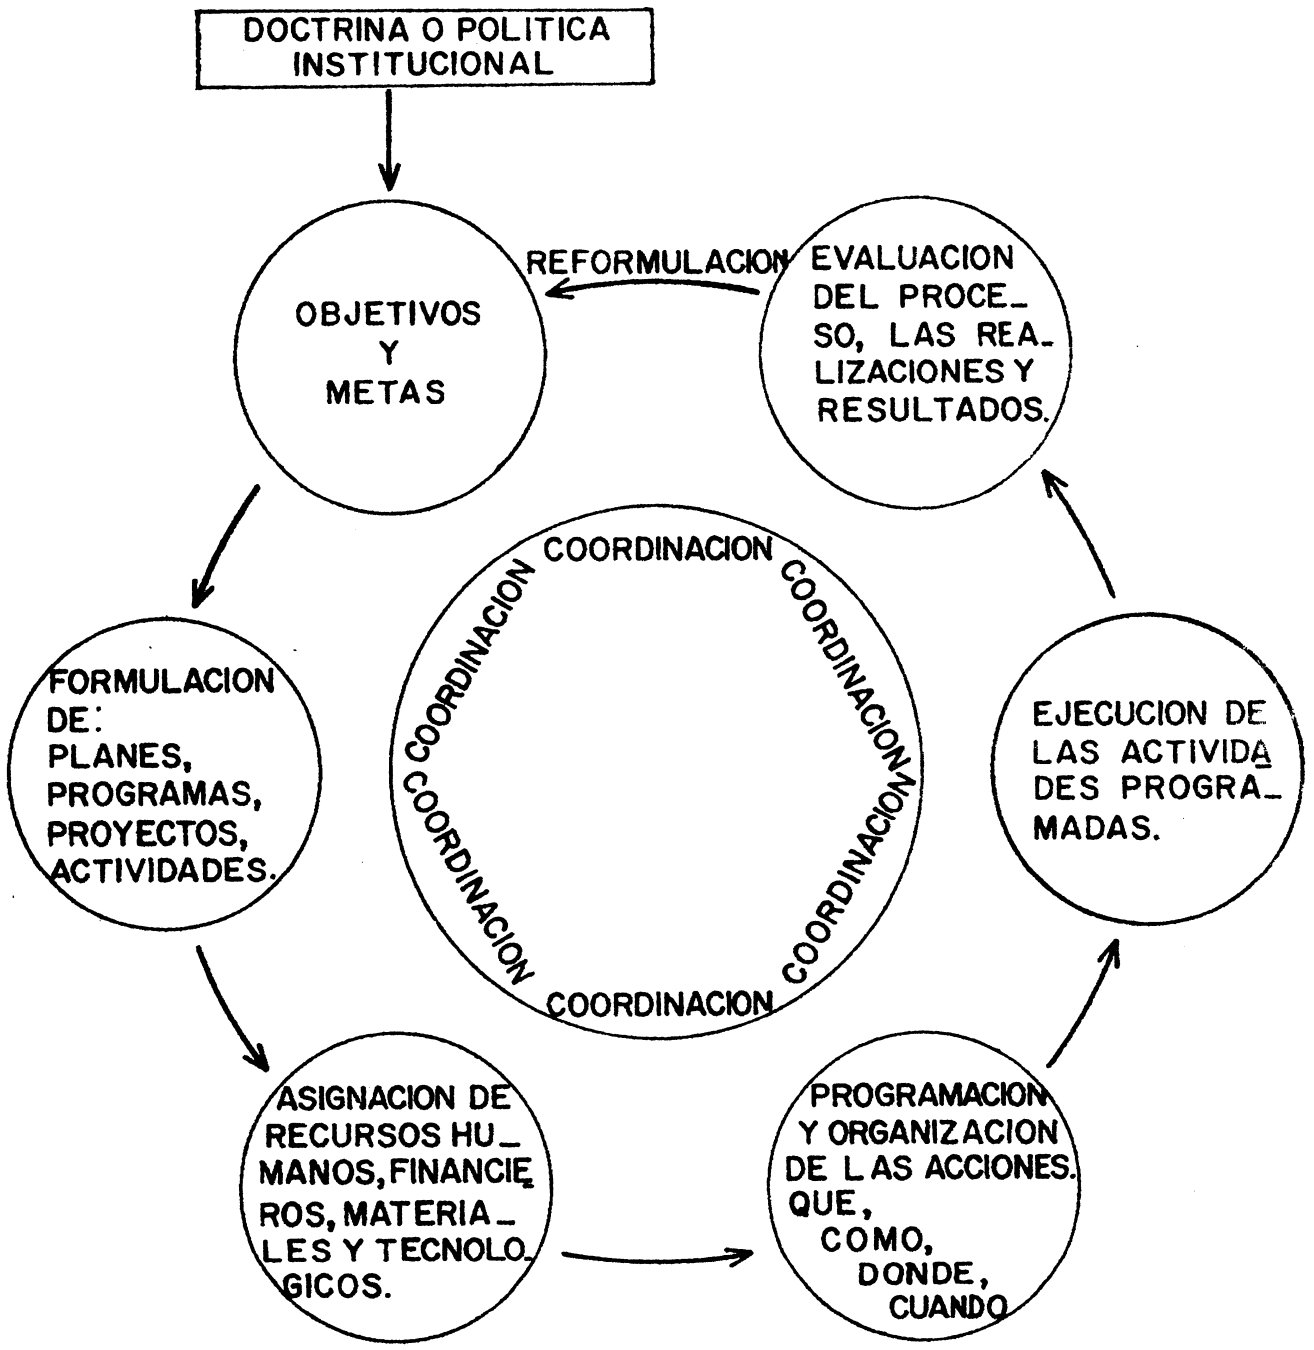 DOCTRINA O POLITICA
INSTITUCIONAL
OBJETIVOS
Y
METAS
REFORMULACION
EVALUACION
DEL PROCE_
SO, LAS REA_
LIZACIONES Y
RESULTADOS.
FORMULACION
DE:
PLANES,
PROGRAMAS,
PROYECTOS,
ACTIVIDADES.
COORDINACION
COORDINACION
COORDINACION
COORDINACION
COORDINACION
COORDINACION
EJECUCION DE
LAS ACTIVIDA
DES PROGRA_
MADAS.
ASIGNACION DE
RECURSOS HU_
MANOS, FINANCIE
ROS, MATERIA_
LES Y TECNOLO_
GICOS.
PROGRAMACION
Y ORGANIZACION
DE LAS ACCIONES.
QUE,
COMO,
DONDE,
CUANDO